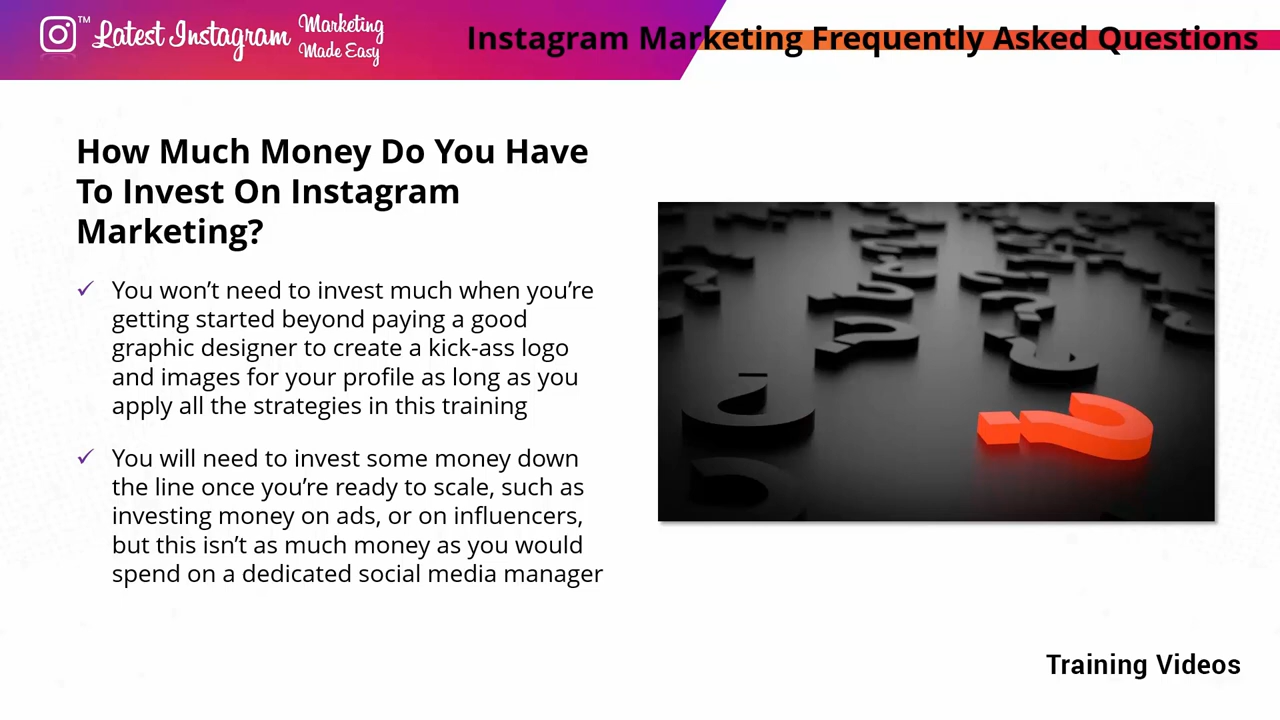 ™ Latest Instagram Marketing
Made Easy
Instagram Marketing Frequently Asked Questions
How Much Money Do You Have
To Invest On Instagram
Marketing?
✓ You won’t need to invest much when you’re
getting started beyond paying a good
graphic designer to create a kick-ass logo
and images for your profile as long as you
apply all the strategies in this training
✓ You will need to invest some money down
the line once you’re ready to scale, such as
investing money on ads, or on influencers,
but this isn’t as much money as you would
spend on a dedicated social media manager
Training Videos